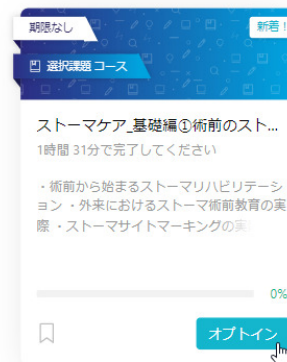 期限なし
新着！
選択課題 コース
ストーマケア_基礎編①術前のスト...
1時間 31分で完了してください
・術前から始まるストーマリハビリテーシ
ョン ・外来におけるストーマ術前教育の実
際 ・ストーマサイトマーキングの実
0%
オプトイン